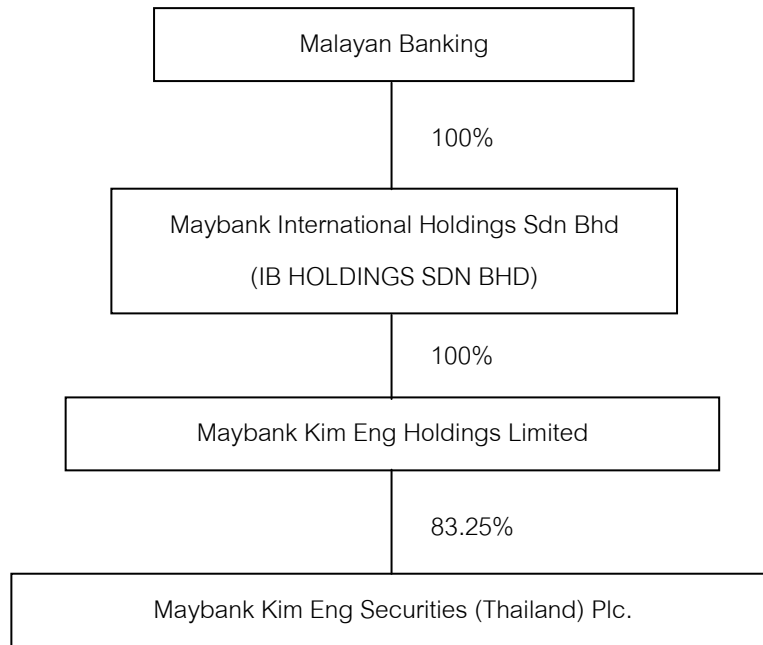 Malayan Banking
100%
Maybank International Holdings Sdn Bhd
(IB HOLDINGS SDN BHD)
100%
Maybank Kim Eng Holdings Limited
83.25%
Maybank Kim Eng Securities (Thailand) Plc.